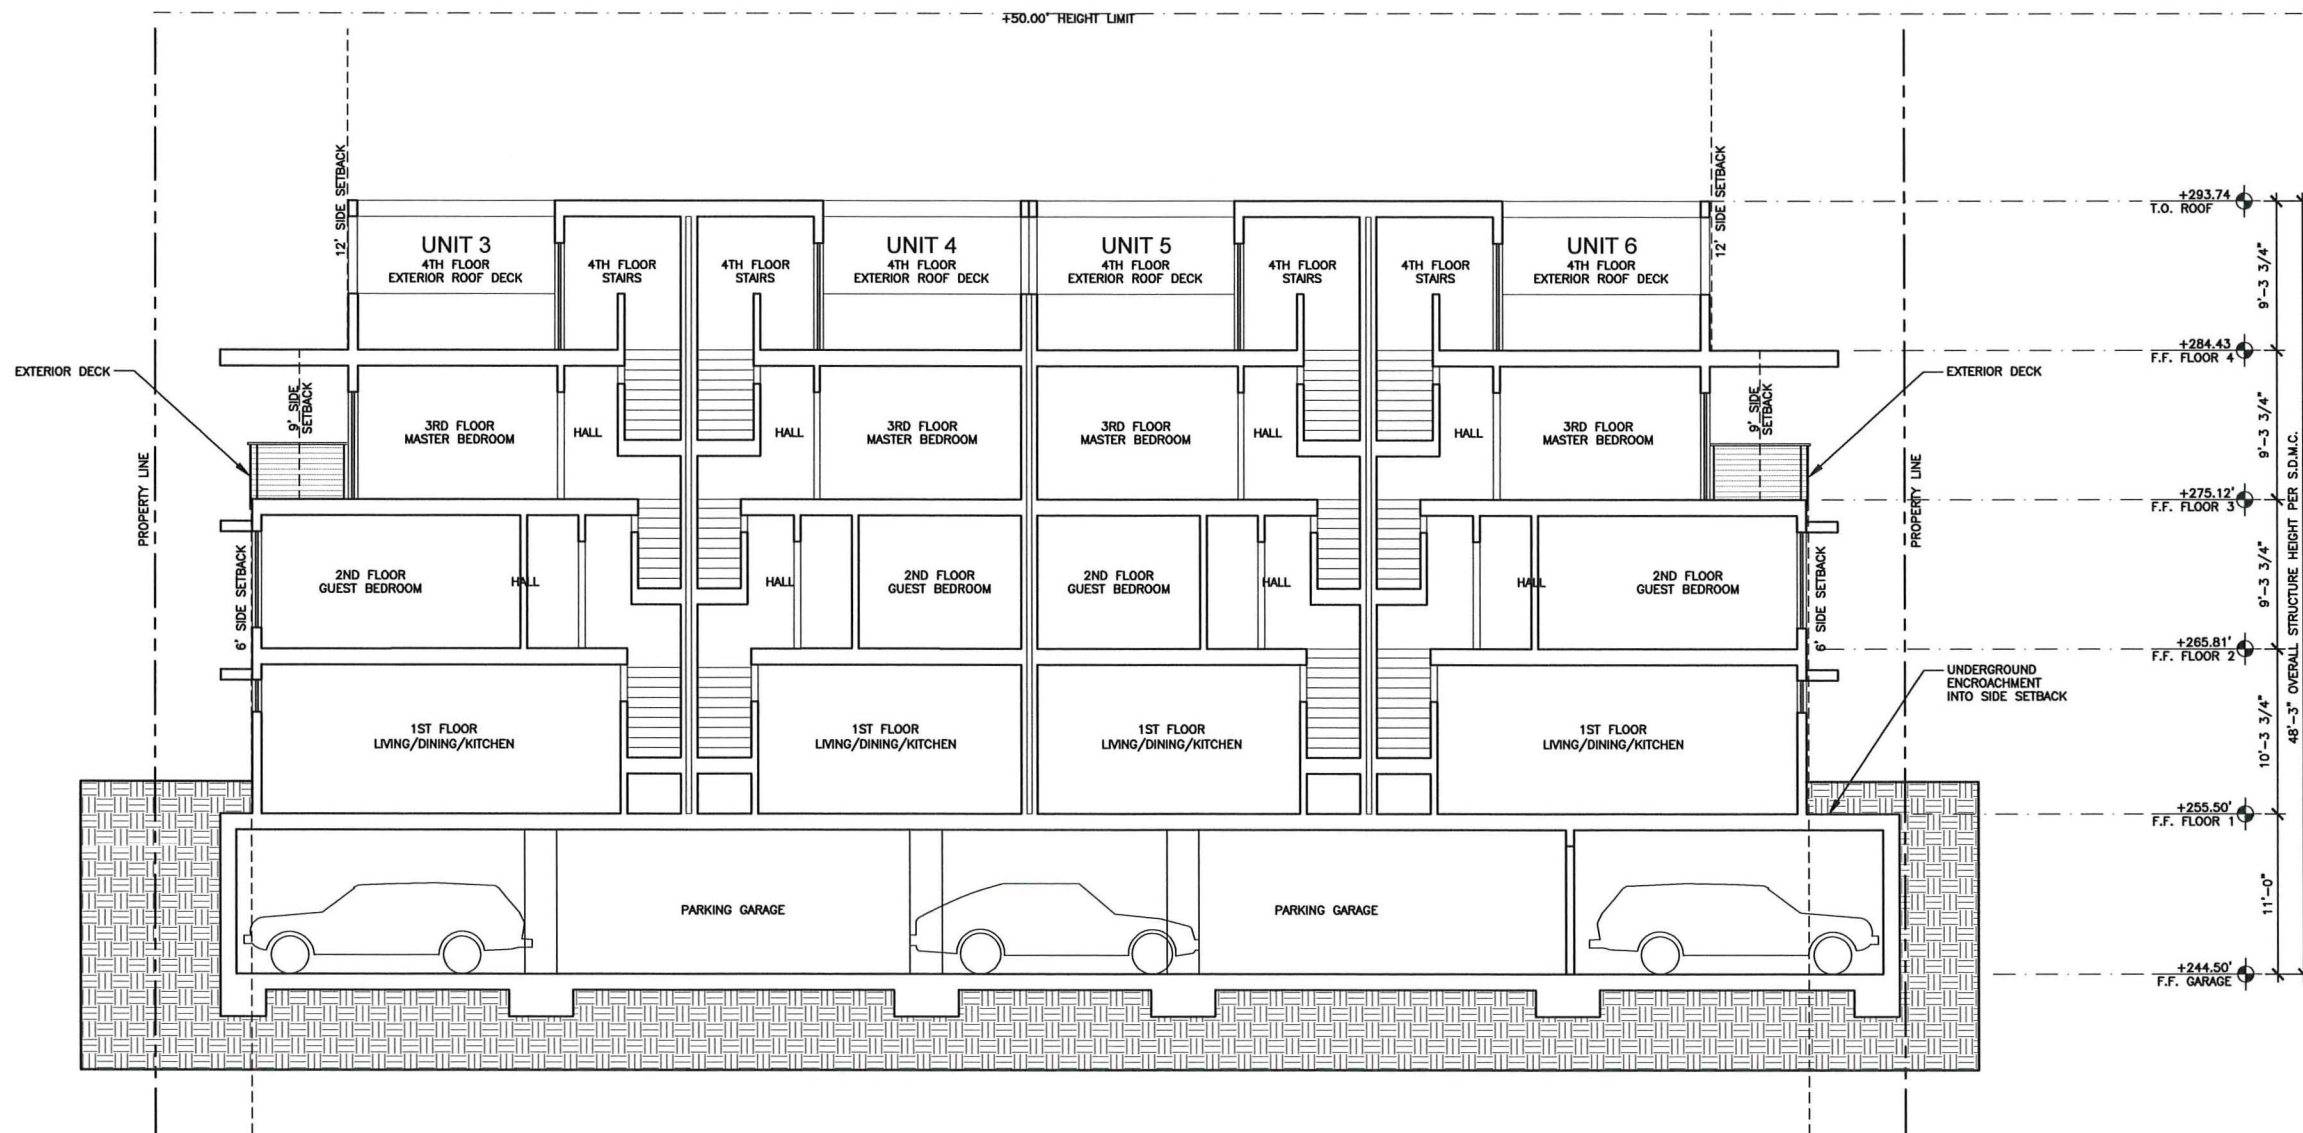 +50.00' HEIGHT LIMIT
12' SIDE SETBACK
12' SIDE SETBACK
+293.74
T.O. ROOF
UNIT 3
4TH FLOOR
EXTERIOR ROOF DECK
4TH FLOOR
STAIRS
4TH FLOOR
STAIRS
UNIT 4
4TH FLOOR
EXTERIOR ROOF DECK
UNIT 5
4TH FLOOR
EXTERIOR ROOF DECK
4TH FLOOR
STAIRS
4TH FLOOR
STAIRS
UNIT 6
4TH FLOOR
EXTERIOR ROOF DECK
9'-3 3/4"
+284.43
F.F. FLOOR 4
EXTERIOR DECK
9' SIDE
SETBACK
3RD FLOOR
MASTER BEDROOM
HALL
HALL
3RD FLOOR
MASTER BEDROOM
3RD FLOOR
MASTER BEDROOM
HALL
HALL
3RD FLOOR
MASTER BEDROOM
9' SIDE
SETBACK
EXTERIOR DECK
9'-3 3/4"
PROPERTY LINE
PROPERTY LINE
+275.12'
F.F. FLOOR 3
6' SIDE SETBACK
2ND FLOOR
GUEST BEDROOM
HALL
HALL
2ND FLOOR
GUEST BEDROOM
2ND FLOOR
GUEST BEDROOM
HALL
HALL
2ND FLOOR
GUEST BEDROOM
6' SIDE SETBACK
9'-3 3/4"
48'-3" OVERALL STRUCTURE HEIGHT PER S.D.M.C.
+265.81'
F.F. FLOOR 2
UNDERGROUND
ENCROACHMENT
INTO SIDE SETBACK
1ST FLOOR
LIVING/DINING/KITCHEN
1ST FLOOR
LIVING/DINING/KITCHEN
1ST FLOOR
LIVING/DINING/KITCHEN
1ST FLOOR
LIVING/DINING/KITCHEN
10'-3 3/4"
+255.50'
F.F. FLOOR 1
PARKING GARAGE
PARKING GARAGE
11'-0"
+244.50'
F.F. GARAGE